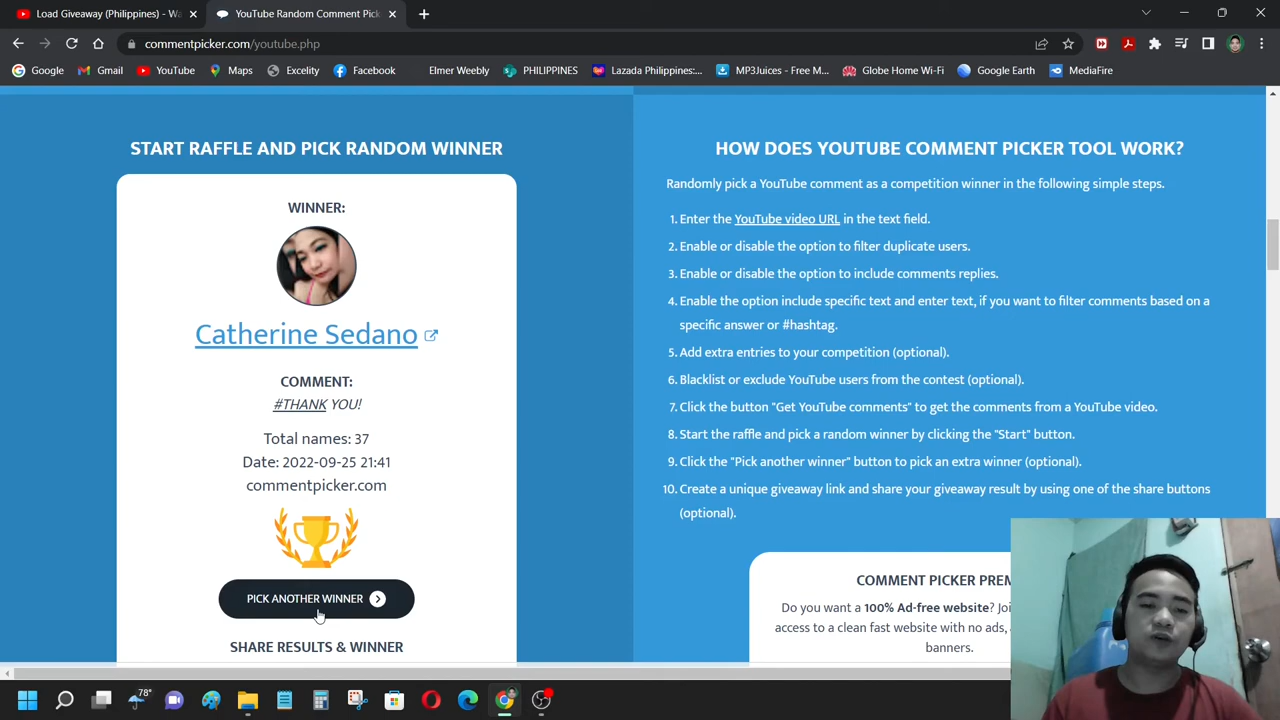 Load Giveaway (Philippines) - Wa
YouTube Random Comment Pick
commentpicker.com/youtube.php
Google
Gmail
YouTube
Maps
Excelity
Facebook
Elmer Weebly
PHILIPPINES
Lazada Philippines:...
MP3Juices - Free M...
Globe Home Wi-Fi
Google Earth
MediaFire
START RAFFLE AND PICK RANDOM WINNER
WINNER:
Catherine Sedano
COMMENT:
#THANK YOU!
Total names: 37
Date: 2022-09-25 21:41
commentpicker.com
PICK ANOTHER WINNER
SHARE RESULTS & WINNER
HOW DOES YOUTUBE COMMENT PICKER TOOL WORK?
Randomly pick a YouTube comment as a competition winner in the following simple steps.
1. Enter the YouTube video URL in the text field.
2. Enable or disable the option to filter duplicate users.
3. Enable or disable the option to include comments replies.
4. Enable the option include specific text and enter text, if you want to filter comments based on a
specific answer or #hashtag.
5. Add extra entries to your competition (optional).
6. Blacklist or exclude YouTube users from the contest (optional).
7. Click the button "Get YouTube comments" to get the comments from a YouTube video.
8. Start the raffle and pick a random winner by clicking the "Start" button.
9. Click the "Pick another winner" button to pick an extra winner (optional).
10. Create a unique giveaway link and share your giveaway result by using one of the share buttons
(optional).
COMMENT PICKER PREM
Do you want a 100% Ad-free website? Joi
access to a clean fast website with no ads, a
banners.
78°